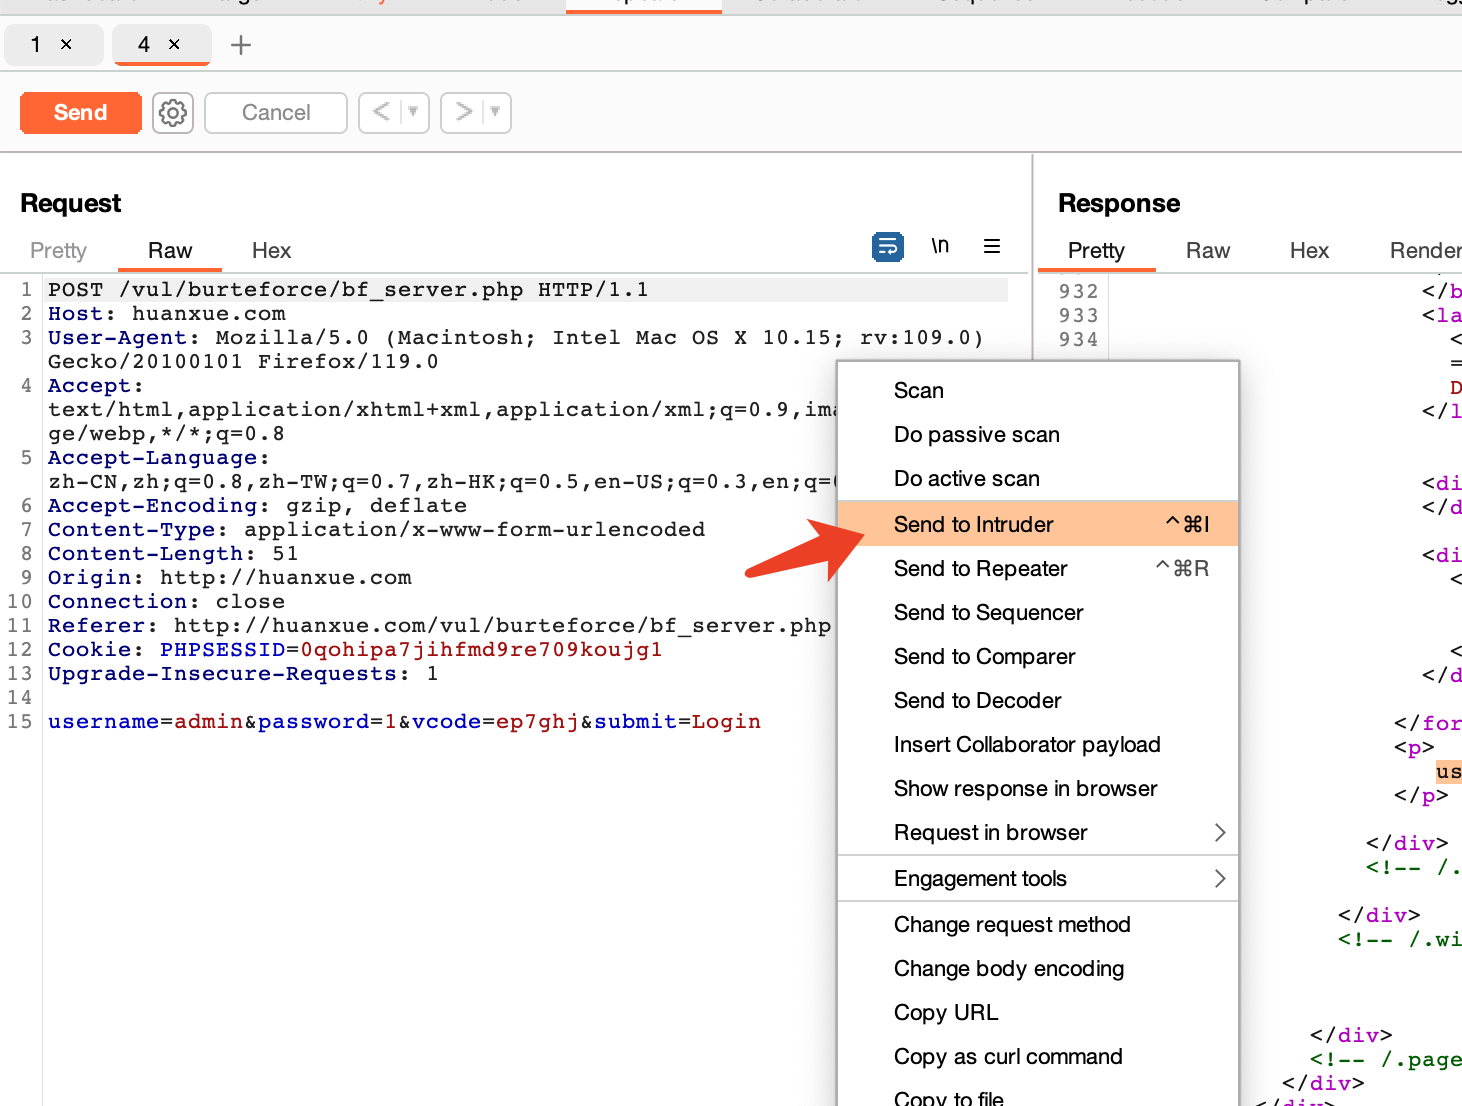 1 ×
4 ×
Send
Cancel
Request
Pretty
Raw
Hex
\n
1 POST /vul/burteforce/bf_server.php HTTP/1.1
2 Host: huanxue.com
3 User-Agent: Mozilla/5.0 (Macintosh; Intel Mac OS X 10.15; rv:109.0)
Gecko/20100101 Firefox/119.0
4 Accept:
text/html,application/xhtml+xml,application/xml;q=0.9,ima
ge/webp,*/*;q=0.8
5 Accept-Language:
zh-CN,zh;q=0.8,zh-TW;q=0.7,zh-HK;q=0.5,en-US;q=0.3,en;q=
6 Accept-Encoding: gzip, deflate
7 Content-Type: application/x-www-form-urlencoded
8 Content-Length: 51
9 Origin: http://huanxue.com
10 Connection: close
11 Referer: http://huanxue.com/vul/burteforce/bf_server.php
12 Cookie: PHPSESSID=0qohipa7jihfmd9re709koujg1
13 Upgrade-Insecure-Requests: 1
14
15 username=admin&password=1&vcode=ep7ghj&submit=Login
Scan
Do passive scan
Do active scan
Send to Intruder ^⌘I
Send to Repeater ^⌘R
Send to Sequencer
Send to Comparer
Send to Decoder
Insert Collaborator payload
Show response in browser
Request in browser
Engagement tools
Change request method
Change body encoding
Copy URL
Copy as curl command
Copy to file
Response
Pretty
Raw
Hex
Render
932 </b
933 <la
934 <
=
D
</l
<di
</d
<di
<
<
</d
</for
<p>
us
</p>
</div>
<!-- /.
</div>
<!-- /.wi
</div>
<!-- /.page
</div>